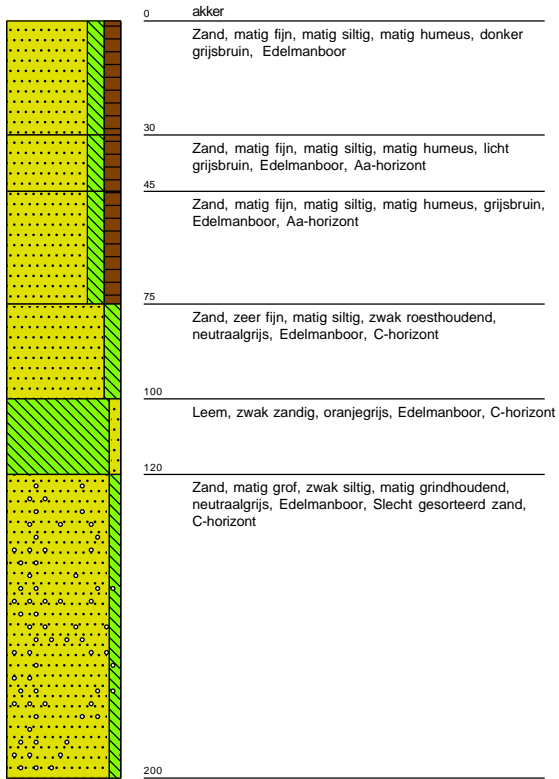 0 akker
Zand, matig fijn, matig siltig, matig humeus, donker
grijsbruin, Edelmanboor
30
Zand, matig fijn, matig siltig, matig humeus, licht
grijsbruin, Edelmanboor, Aa-horizont
45
Zand, matig fijn, matig siltig, matig humeus, grijsbruin,
Edelmanboor, Aa-horizont
75
Zand, zeer fijn, matig siltig, zwak roesthoudend,
neutraalgrijs, Edelmanboor, C-horizont
100
Leem, zwak zandig, oranjegrijs, Edelmanboor, C-horizont
120
Zand, matig grof, zwak siltig, matig grindhoudend,
neutraalgrijs, Edelmanboor, Slecht gesorteerd zand,
C-horizont
200